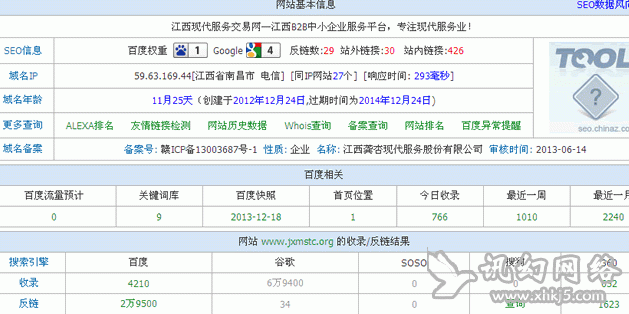 网站基本信息 SEO数据风向
江西现代服务交易网—江西B2B中小企业服务平台，专注现代服务业！
SEO信息 百度权重 1 Google 4 反链数:29 站外链接:30 站内链接:426
域名IP 59.63.169.44[江西省南昌市 电信] [同IP网站27个] [响应时间：293毫秒]
域名年龄 11月25天（创建于2012年12月24日,过期时间为2014年12月24日）
更多查询 ALEXA排名 友情链接检测 网站历史数据 Whois查询 备案查询 网站排名 百度异常提醒
域名备案 备案号: 赣ICP备13003687号-1 性质: 企业 名称: 江西龚杏现代服务股份有限公司 审核时间: 2013-06-14
TOOL
?
seo.chinaz.c
百度相关
百度流量预计 关键词库 百度快照 首页位置 今日收录 最近一周 最近一月
0 9 2013-12-18 1 766 1010 2240
网站 www.jxmstc.org 的收录/反链结果
搜索引擎 百度 谷歌 SOSO 搜狗 360
收录 4210 6万9400 0 0 632
反链 2万9500 34 0 查询 1623
讯幻网络
www.xhkj5.com